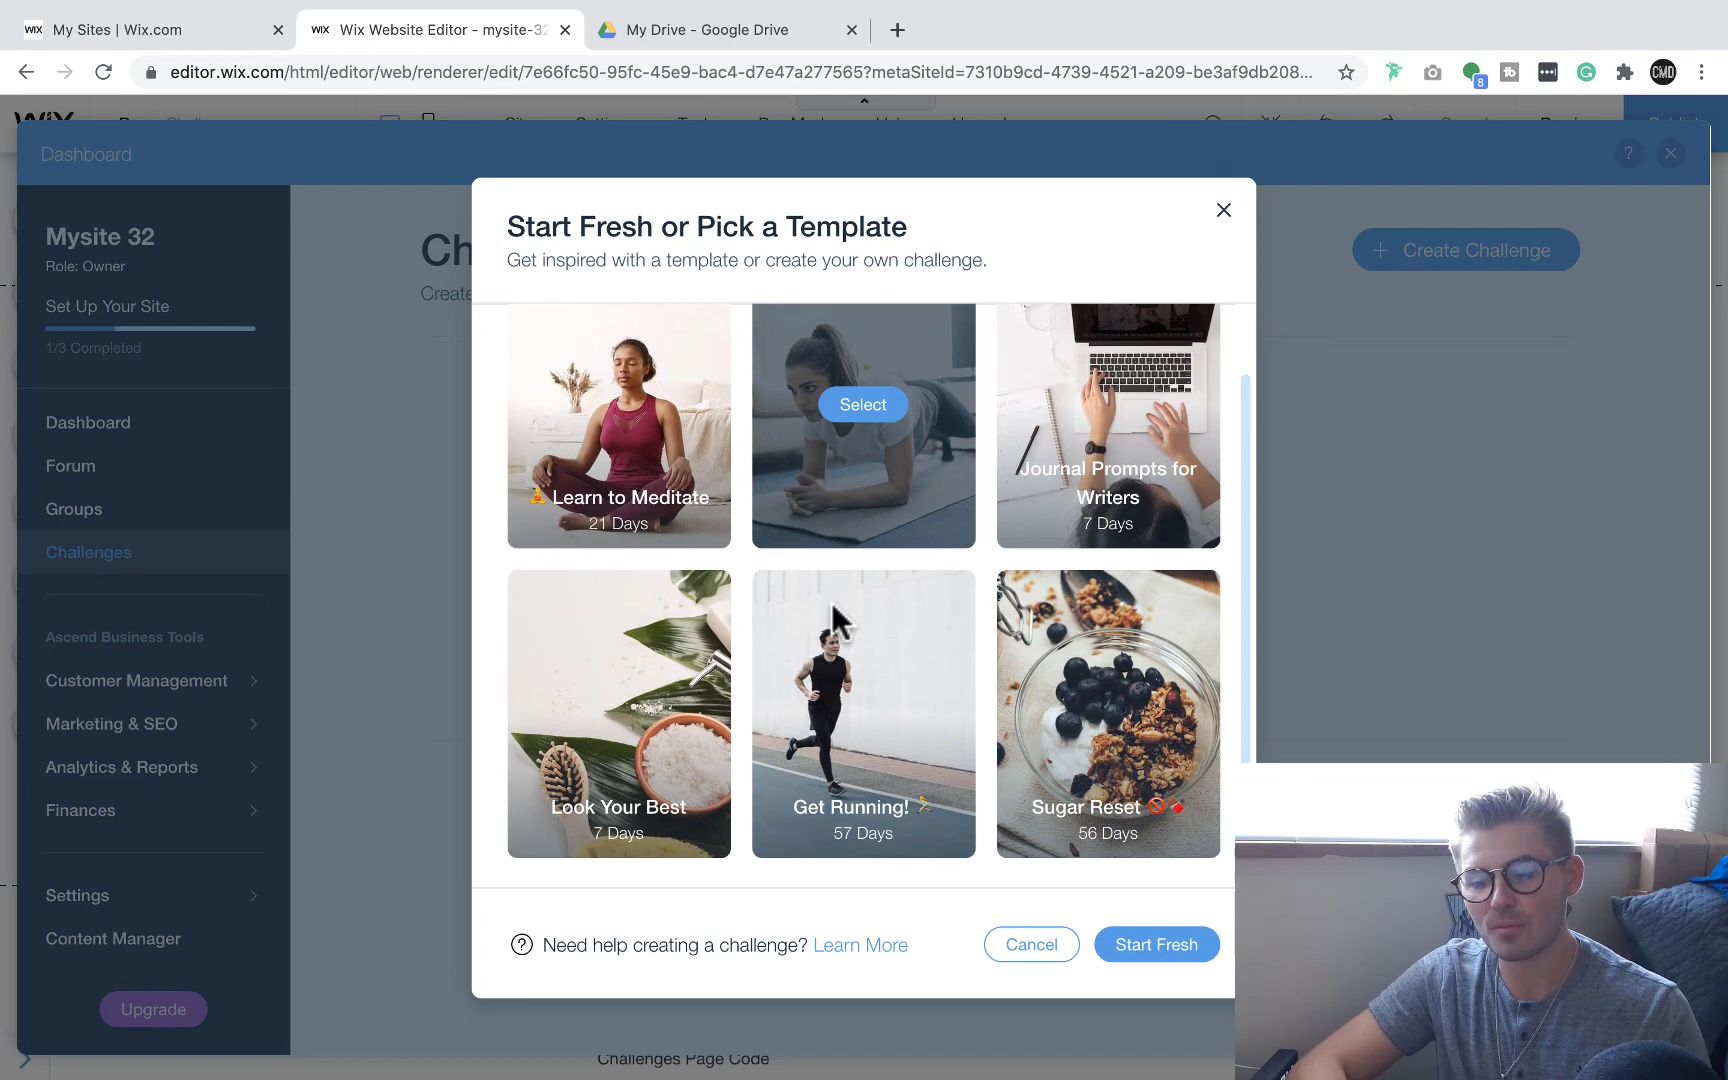 My Sites | Wix.com
Wix Website Editor - mysite-32
My Drive - Google Drive
editor.wix.com/html/editor/web/renderer/edit/7e66fc50-95fc-45e9-bac4-d7e47a277565?metaSiteId=7310b9cd-4739-4521-a209-be3af9db208...
8
CMD
WIX
Dashboard
?
Mysite 32
Role: Owner
Set Up Your Site
1/3 Completed
Dashboard
Forum
Groups
Challenges
Ascend Business Tools
Customer Management
Marketing & SEO
Analytics & Reports
Finances
Settings
Content Manager
Upgrade
Ch
Create
+ Create Challenge
Start Fresh or Pick a Template
Get inspired with a template or create your own challenge.
🧘 Learn to Meditate
21 Days
Select
Journal Prompts for
Writers
7 Days
Look Your Best
7 Days
Get Running! 🏃
57 Days
Sugar Reset 🚫🍫
56 Days
? Need help creating a challenge? Learn More
Cancel
Start Fresh
Challenges Page Code